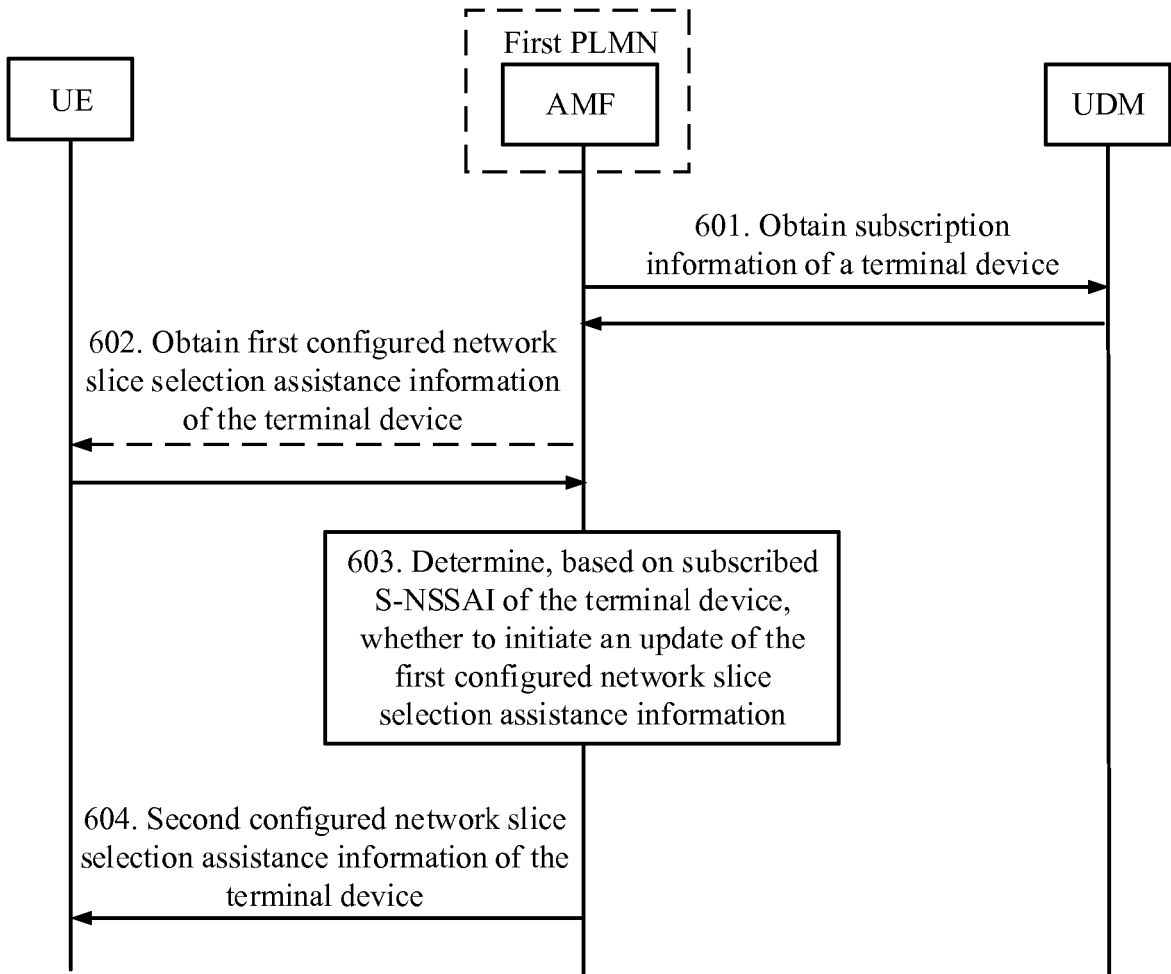 First PLMN
UE
AMF
UDM
601. Obtain subscription
information of a terminal device
602. Obtain first configured network
slice selection assistance information
of the terminal device
603. Determine, based on subscribed
S-NSSAI of the terminal device,
whether to initiate an update of the
first configured network slice
selection assistance information
604. Second configured network slice
selection assistance information of the
terminal device